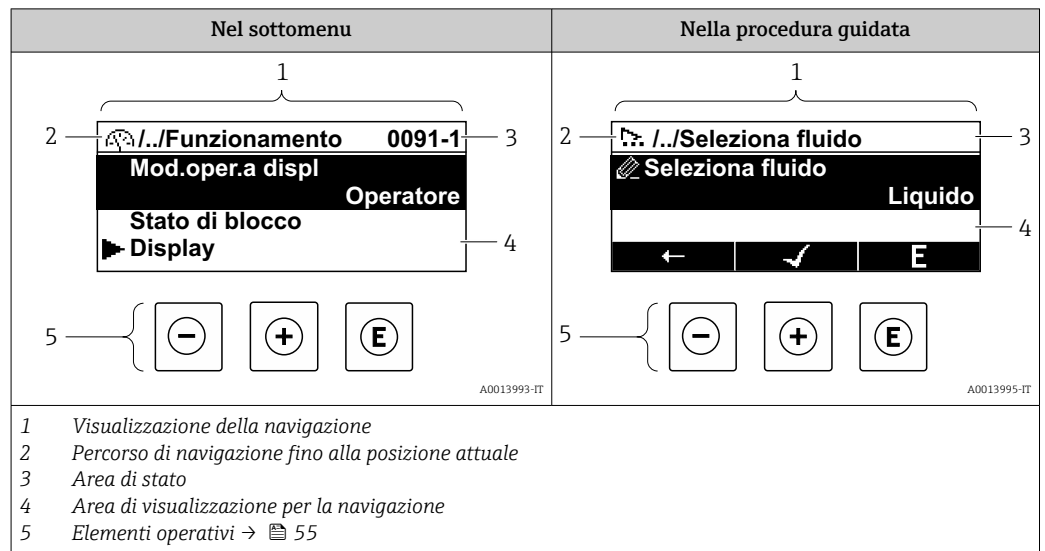 Nel sottomenu
Nella procedura guidata
1
2
/../Funzionamento 0091-1
3
Mod.oper.a displ
Operatore
Stato di blocco
Display
4
5
- + E
A0013993-IT
1
2
/../Seleziona fluido
3
Seleziona fluido
Liquido
4
← ✓ E
5
- + E
A0013995-IT
1 Visualizzazione della navigazione
2 Percorso di navigazione fino alla posizione attuale
3 Area di stato
4 Area di visualizzazione per la navigazione
5 Elementi operativi → 55